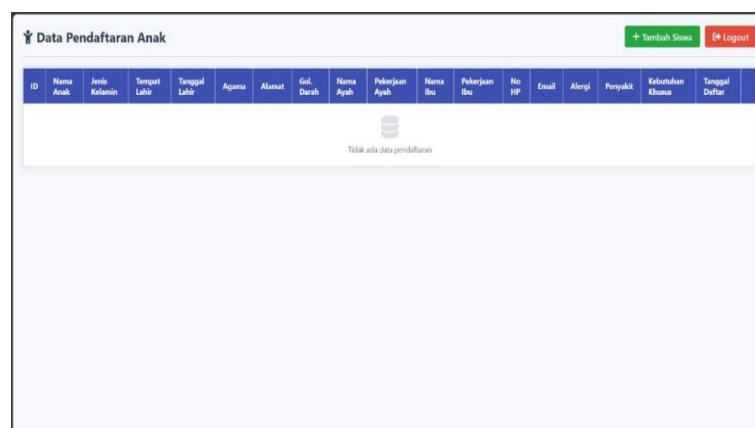 Data Pendaftaran Anak
+ Tambah Siswa
Logout
ID
Nama Anak
Jenis Kelamin
Tempat Lahir
Tanggal Lahir
Agama
Alamat
Gol. Darah
Nama Ayah
Pekerjaan Ayah
Nama Ibu
Pekerjaan Ibu
No HP
Email
Alergi
Penyakit
Kebutuhan Khusus
Tanggal Daftar
Tidak ada data pendaftaran